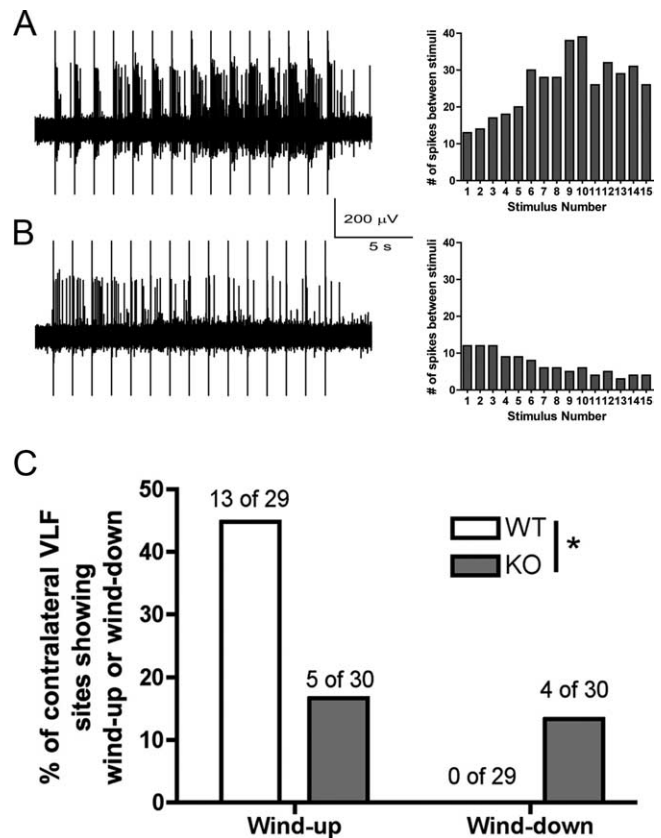 A
# of spikes between stimuli
40
30
20
10
0
1 2 3 4 5 6 7 8 9 10 11 12 13 14 15
Stimulus Number
200 µV
5 s
B
# of spikes between stimuli
40
30
20
10
0
1 2 3 4 5 6 7 8 9 10 11 12 13 14 15
Stimulus Number
C
% of contralateral VLF
sites showing
wind-up or wind-down
50
40
30
20
10
0
13 of 29
5 of 30
0 of 29
4 of 30
WT
KO
*
Wind-up
Wind-down